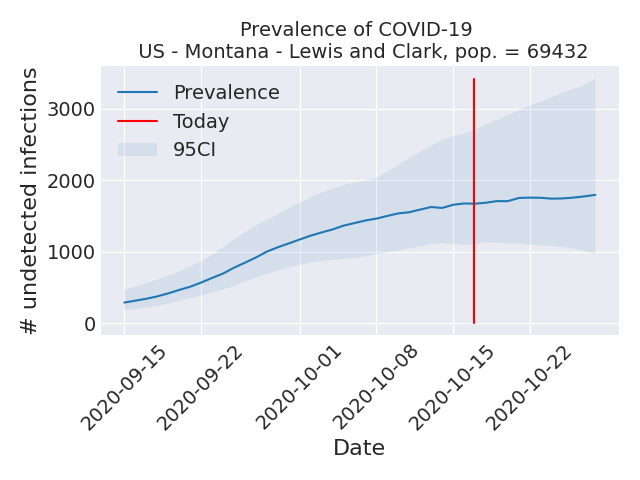 Prevalence of COVID-19
US - Montana - Lewis and Clark, pop. = 69432
# undetected infections
3000
2000
1000
0
Prevalence
Today
95CI
2020-09-15
2020-09-22
2020-10-01
2020-10-08
2020-10-15
2020-10-22
Date